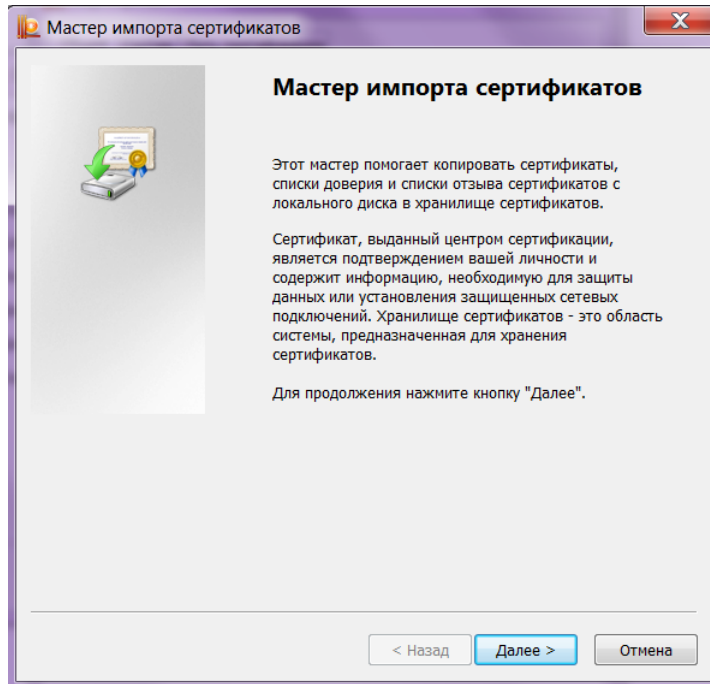 Мастер импорта сертификатов
Мастер импорта сертификатов
Этот мастер помогает копировать сертификаты,
списки доверия и списки отзыва сертификатов с
локального диска в хранилище сертификатов.
Сертификат, выданный центром сертификации,
является подтверждением вашей личности и
содержит информацию, необходимую для защиты
данных или установления защищенных сетевых
подключений. Хранилище сертификатов - это область
системы, предназначенная для хранения
сертификатов.
Для продолжения нажмите кнопку "Далее".
< Назад
Далее >
Отмена